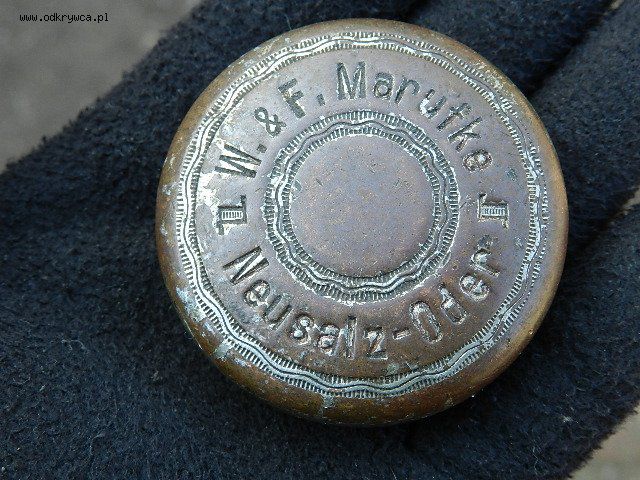 www.odkrywca.pl
W. & F. Marufke
Neusalz-Oder